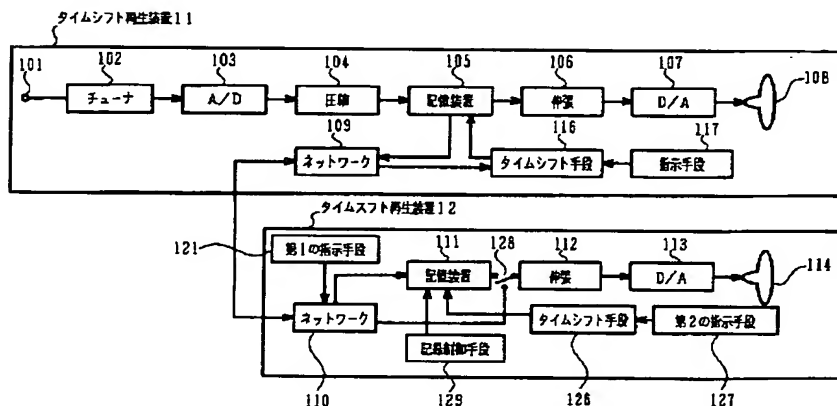 タイムシフト再生装置11
101
102
103
104
105
106
107
108
チューナ
A/D
圧縮
記憶装置
伸張
D/A
109
116
117
ネットワーク
タイムシフト手段
指示手段
タイムスフト再生装置12
121
第1の指示手段
111
128
112
113
114
記憶装置
伸張
D/A
ネットワーク
タイムシフト手段
第2の指示手段
記録制御手段
110
129
126
127